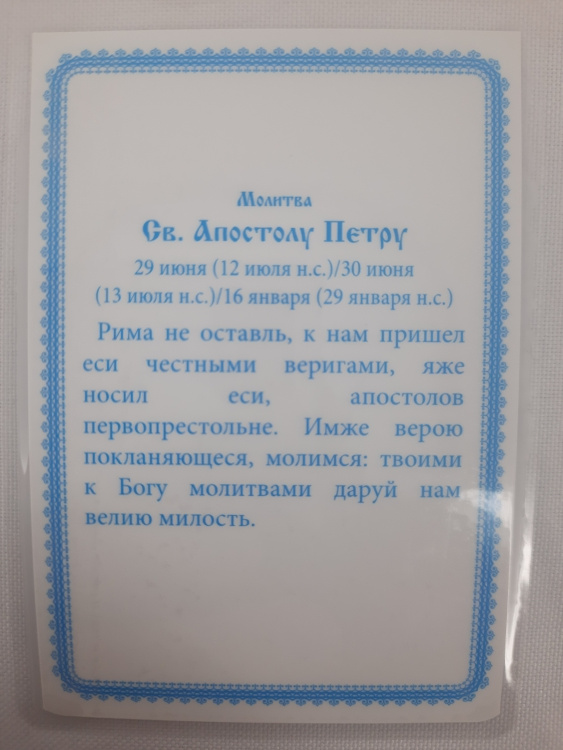 Молитва
Св. Апостолу Петру
29 июня (12 июля н.с.)/30 июня
(13 июля н.с.)/16 января (29 января н.с.)
Рима не оставль, к нам пришел
еси честными веригами, яже
носил еси, апостолов
первопрестольне. Имже верою
покланяющеся, молимся: твоими
к Богу молитвами даруй нам
велию милость.